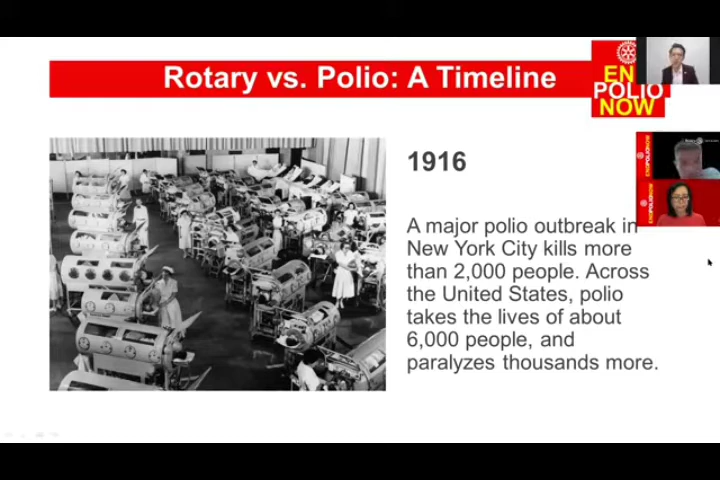 Rotary vs. Polio: A Timeline
EN
POLIO
NOW
1916
A major polio outbreak in
New York City kills more
than 2,000 people. Across
the United States, polio
takes the lives of about
6,000 people, and
paralyzes thousands more.